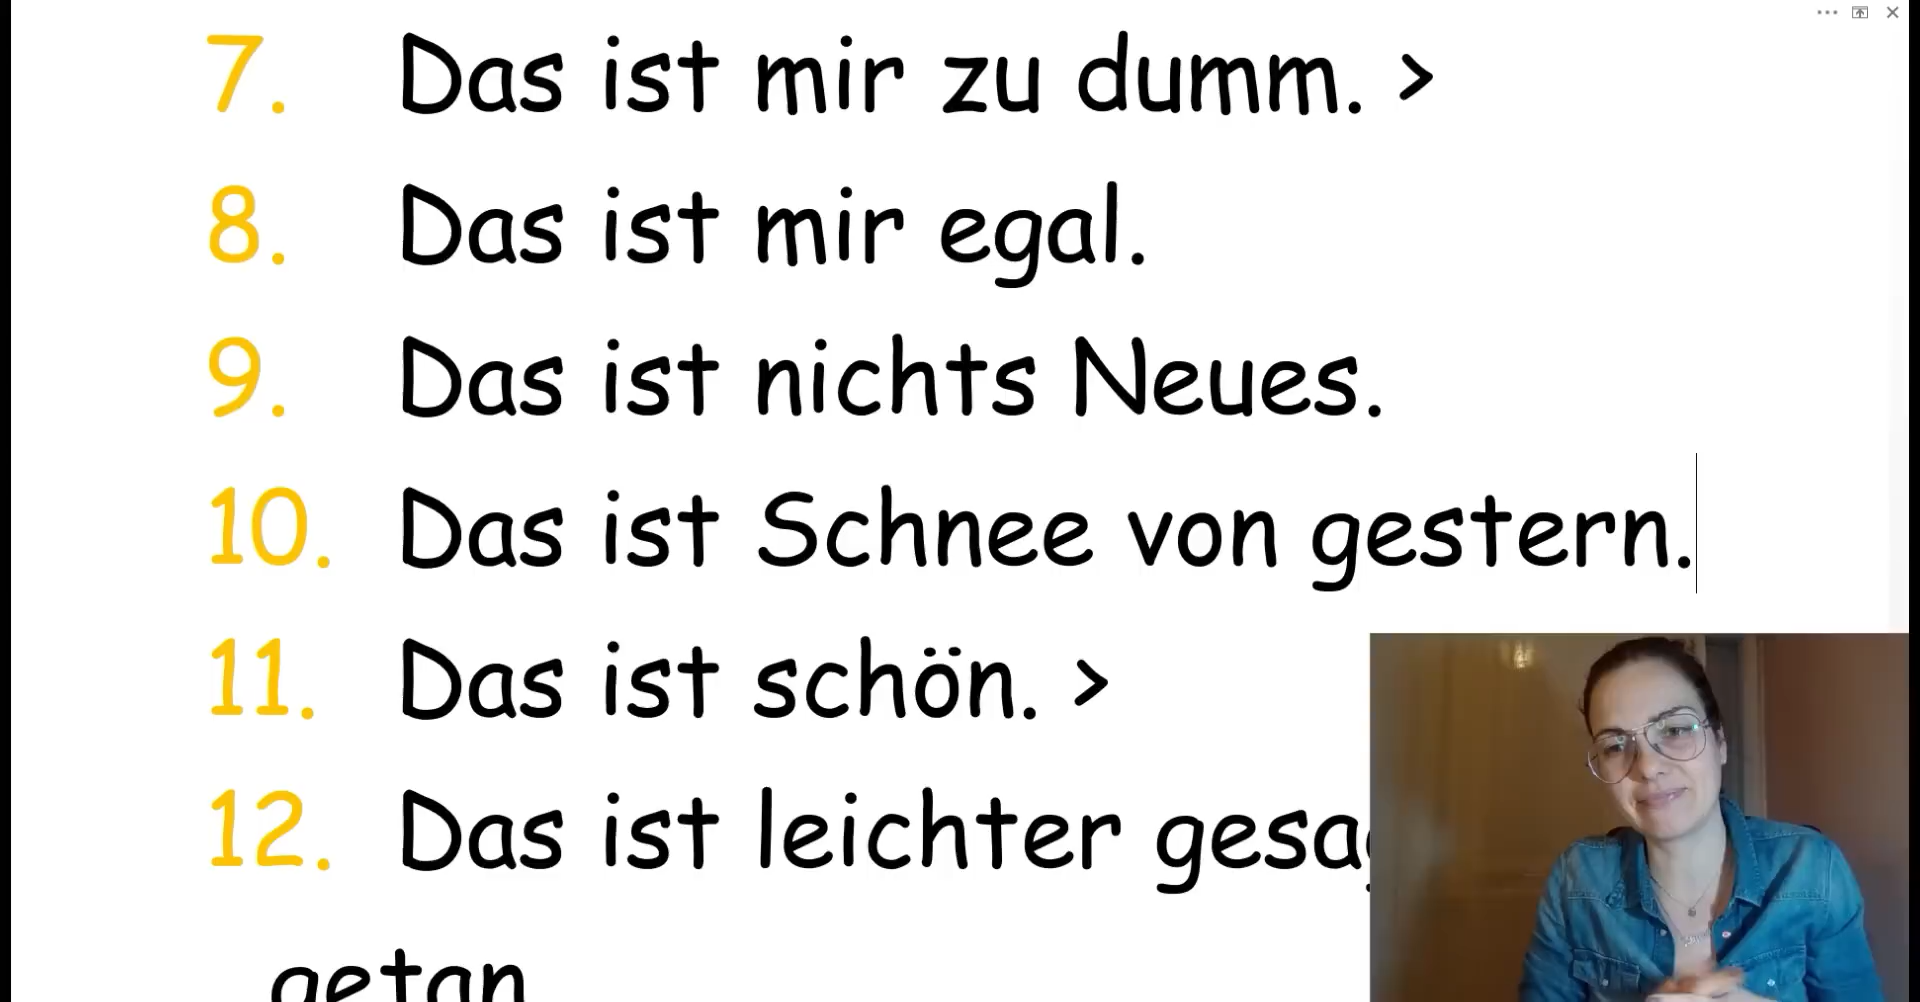 7. Das ist mir zu dumm. >
8. Das ist mir egal.
9. Das ist nichts Neues.
10. Das ist Schnee von gestern.
11. Das ist schön. >
12. Das ist leichter
getan